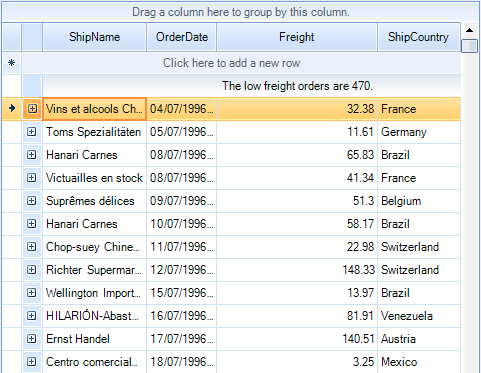 Drag a column here to group by this column.
ShipName OrderDate Freight ShipCountry
Click here to add a new row
The low freight orders are 470.
Vins et alcools Ch... 04/07/1996... 32.38 France
Toms Spezialitäten 05/07/1996... 11.61 Germany
Hanari Carnes 08/07/1996... 65.83 Brazil
Victuailles en stock 08/07/1996... 41.34 France
Suprêmes délices 09/07/1996... 51.3 Belgium
Hanari Carnes 10/07/1996... 58.17 Brazil
Chop-suey Chine... 11/07/1996... 22.98 Switzerland
Richter Supermar... 12/07/1996... 148.33 Switzerland
Wellington Import... 15/07/1996... 13.97 Brazil
HILARIÓN-Abast... 16/07/1996... 81.91 Venezuela
Ernst Handel 17/07/1996... 140.51 Austria
Centro comercial... 18/07/1996... 3.25 Mexico